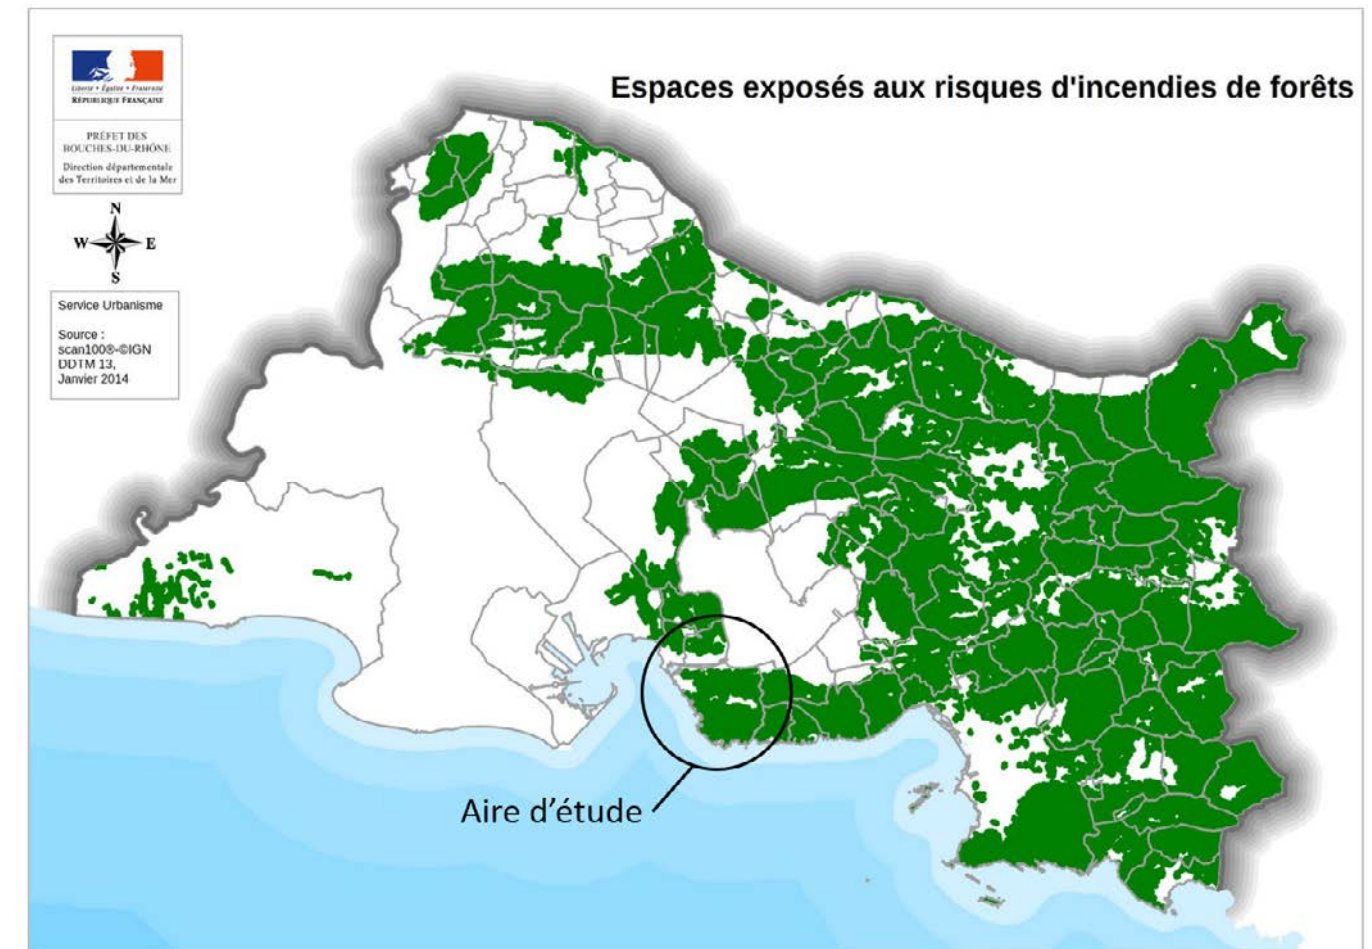 Liberté • Égalité • Fraternité
RÉPUBLIQUE FRANÇAISE
PRÉFET DES
BOUCHES-DU-RHÔNE
Direction départementale
des Territoires et de la Mer
Espaces exposés aux risques d'incendies de forêts
N
W E
S
Service Urbanisme
Source :
scan100®-©IGN
DDTM 13,
Janvier 2014
Aire d'étude